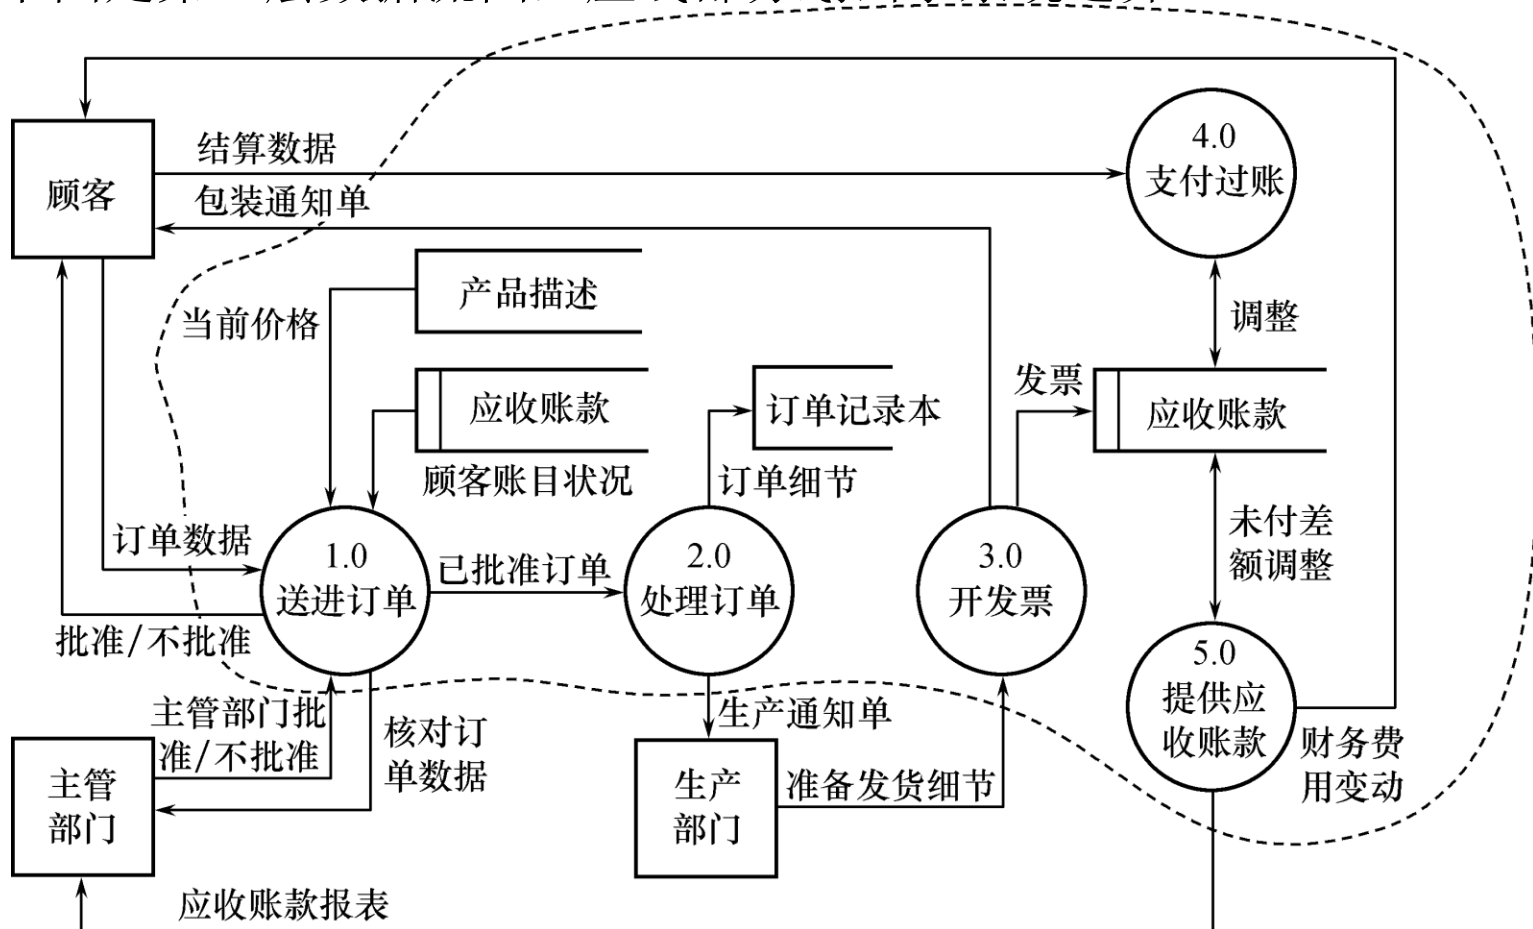 结算数据
4.0
支付过账
顾客
包装通知单
产品描述
当前价格
调整
发票
应收账款
订单记录本
应收账款
顾客账目状况
订单细节
未付差
额调整
订单数据
1.0
送进订单
已批准订单
2.0
处理订单
3.0
开发票
批准/不批准
5.0
提供应
收账款
主管部门批
准/不批准
核对订
单数据
生产通知单
财务费
用变动
主管
部门
生产
部门
准备发货细节
应收账款报表